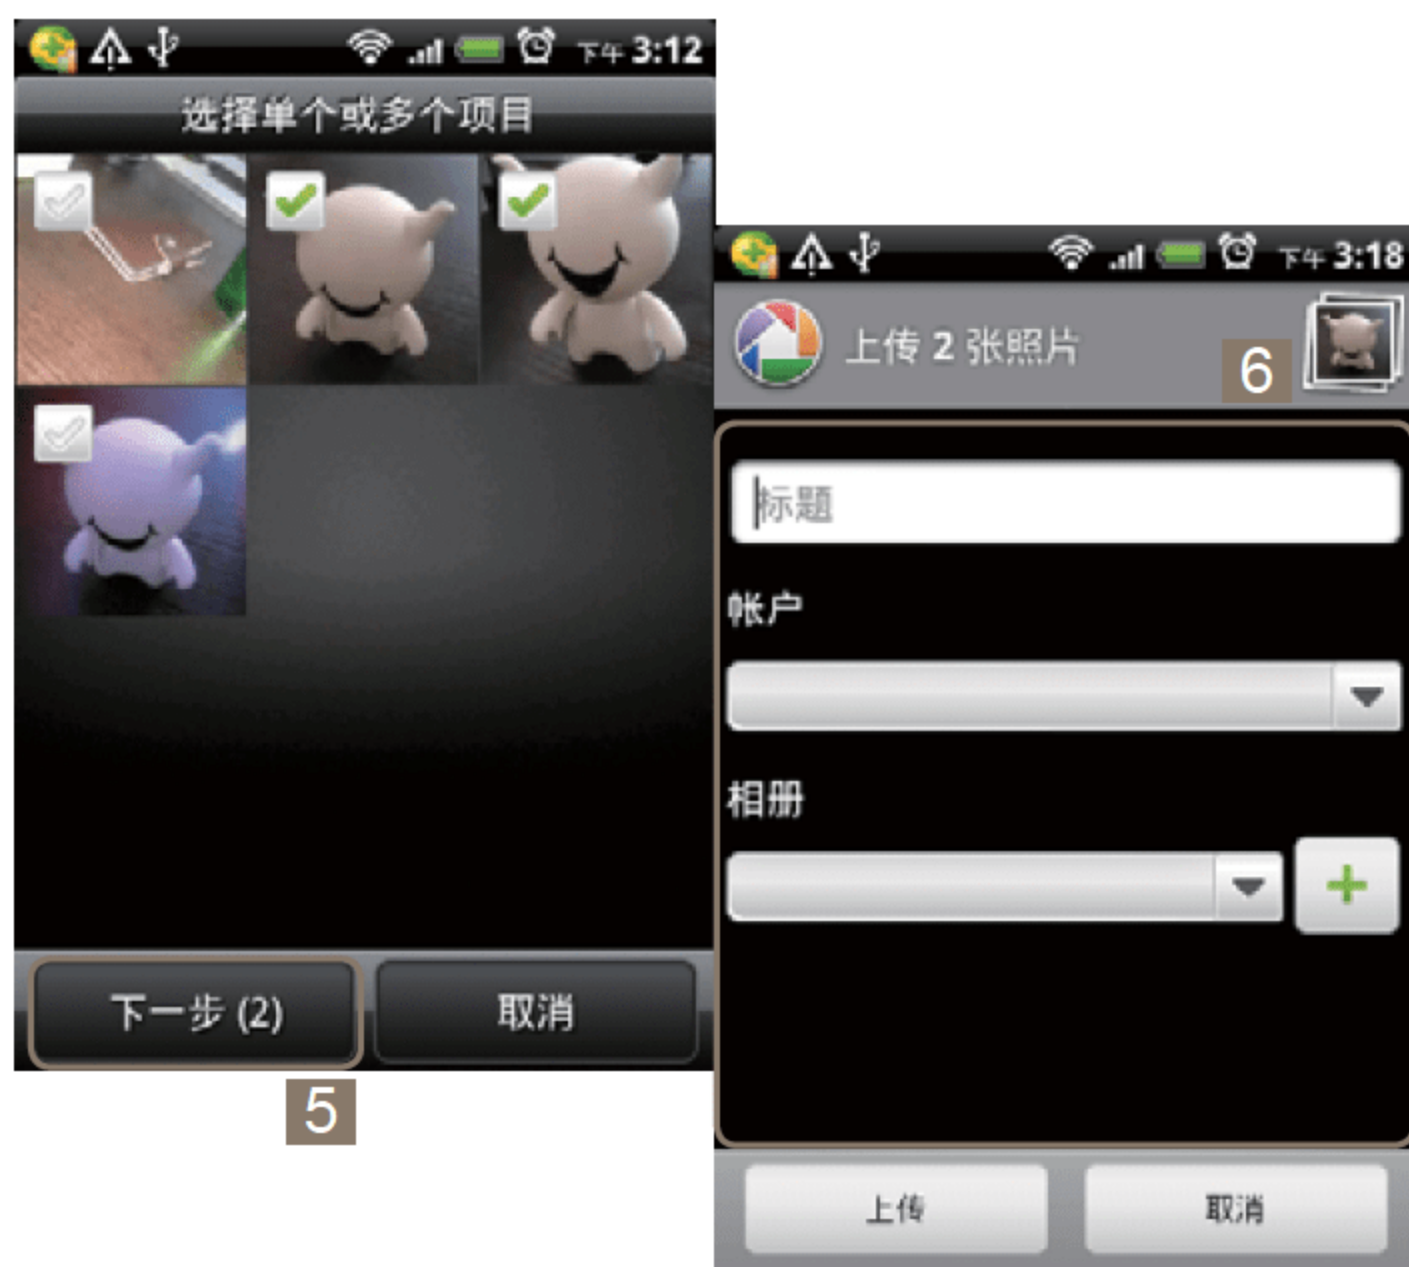 下午 3:12
选择单个或多个项目
下一步 (2)
取消
5
下午 3:18
上传 2 张照片
6
标题
帐户
相册
上传
取消